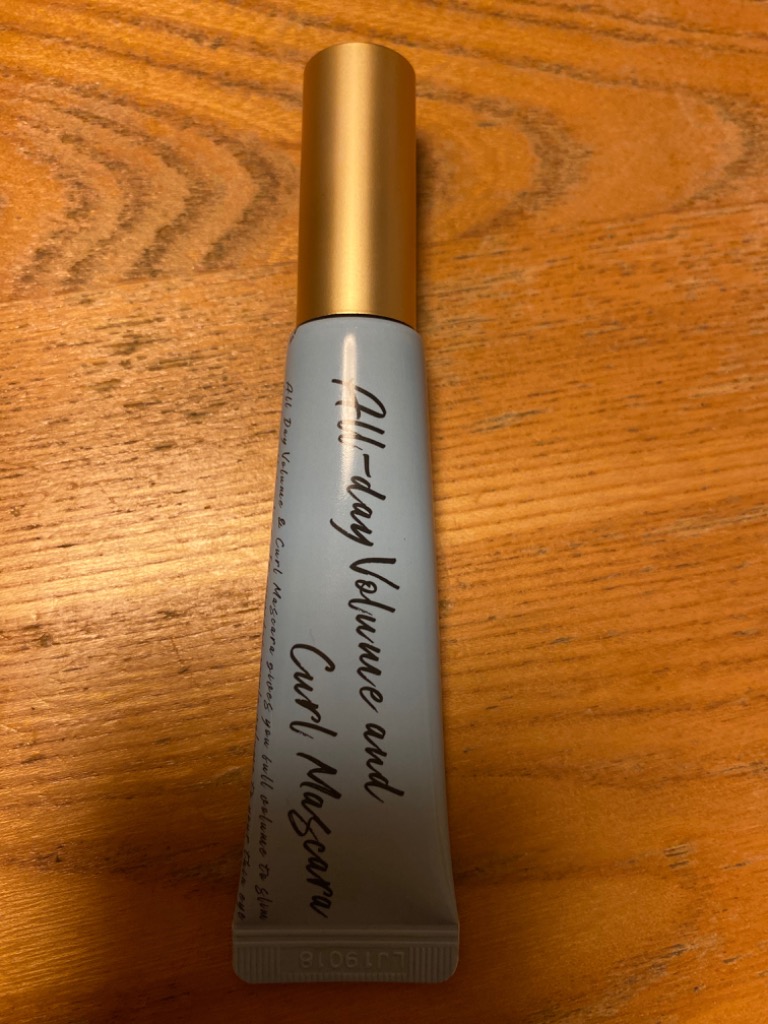 All-day Volume and
Curl Mascara
All Day Volume & Curl Mascara gives you full volume to slim
LJ19018